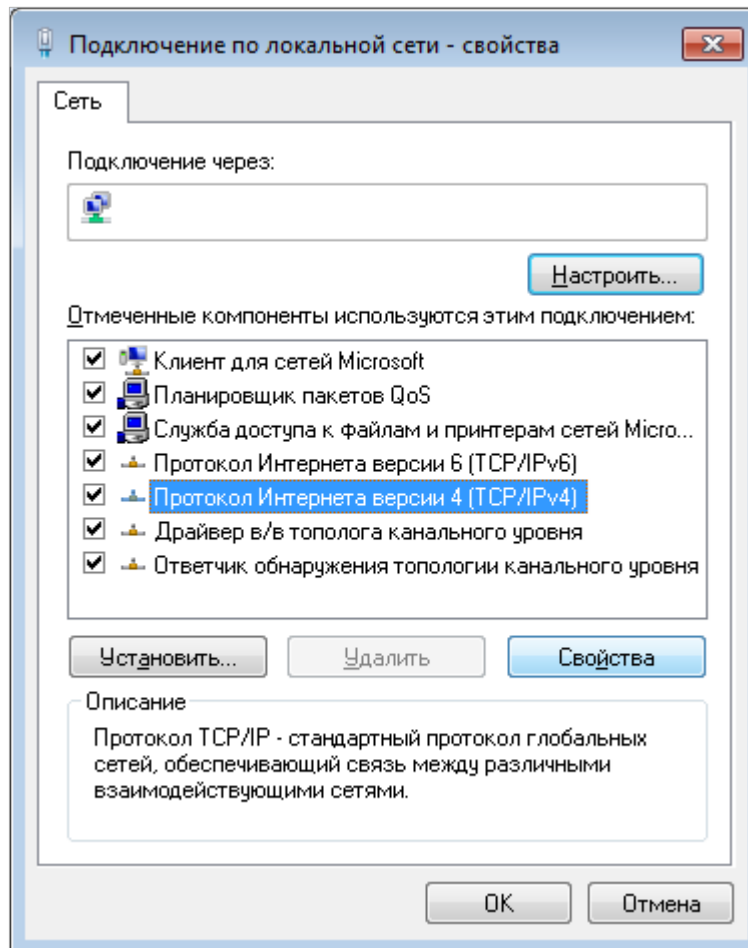 Подключение по локальной сети - свойства
Сеть
Подключение через:
Настроить...
Отмеченные компоненты используются этим подключением:
Клиент для сетей Microsoft
Планировщик пакетов QoS
Служба доступа к файлам и принтерам сетей Micro...
Протокол Интернета версии 6 (TCP/IPv6)
Протокол Интернета версии 4 (TCP/IPv4)
Драйвер в/в тополога канального уровня
Ответчик обнаружения топологии канального уровня
Установить...
Удалить
Свойства
Описание
Протокол TCP/IP - стандартный протокол глобальных
сетей, обеспечивающий связь между различными
взаимодействующими сетями.
OK
Отмена